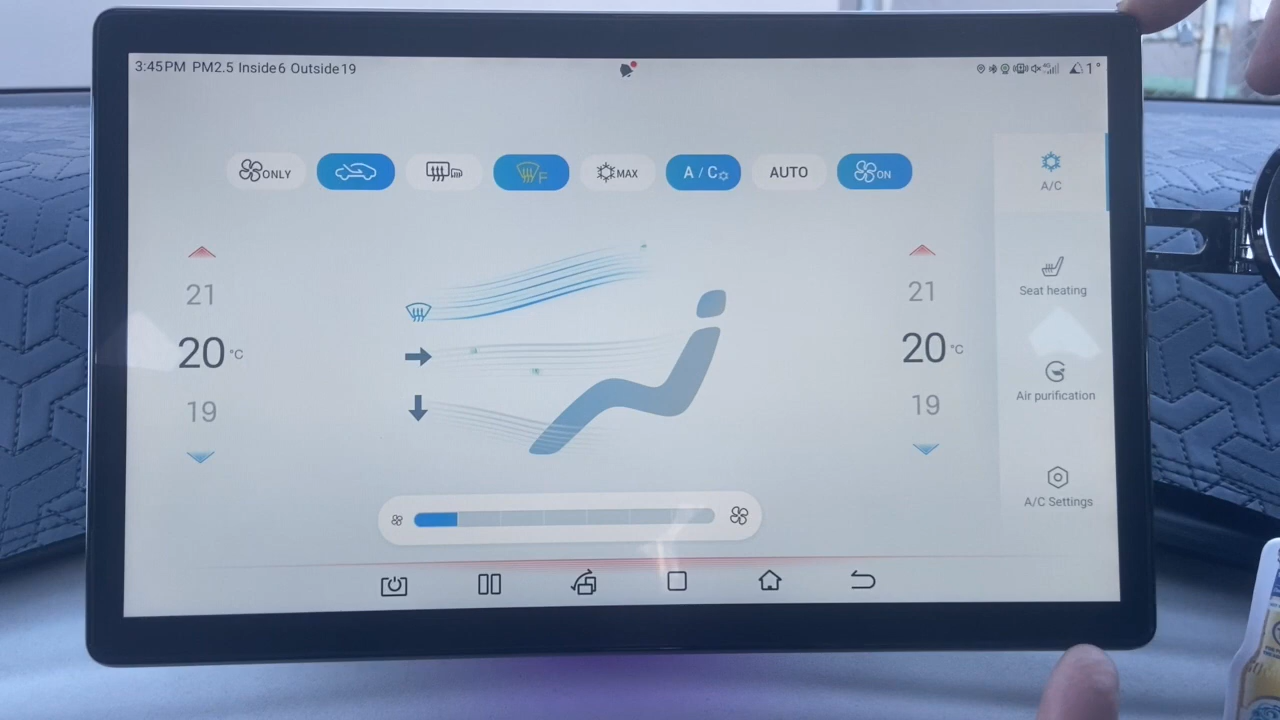 3:45PM PM2.5 Inside6 Outside19
4G
1°
ONLY
F
MAX
A/C
AUTO
ON
A/C
21
20 °C
19
21
20 °C
19
Seat heating
Air purification
A/C Settings